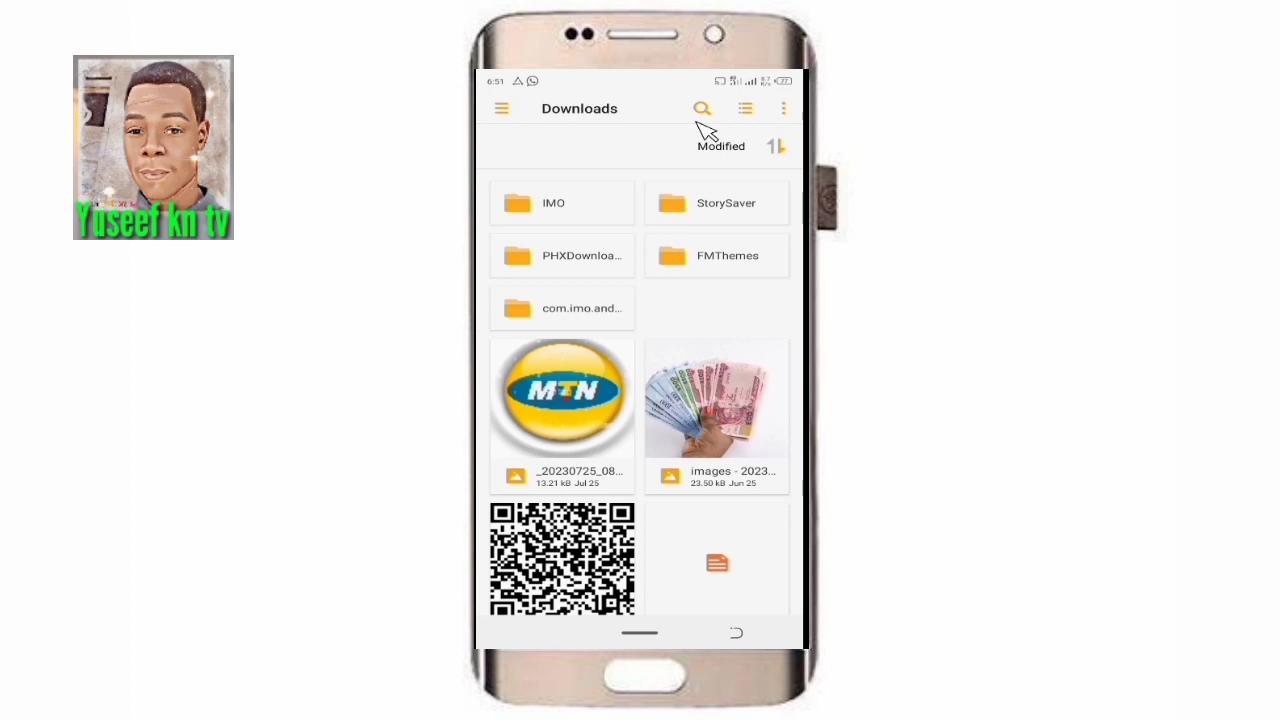 Yuseef kn tv
6:51
Downloads
Modified
IMO
StorySaver
PHXDownloa...
FMThemes
com.imo.and...
MTN
_20230725_08...
13.21 kB Jul 25
images - 2023...
23.50 kB Jun 25